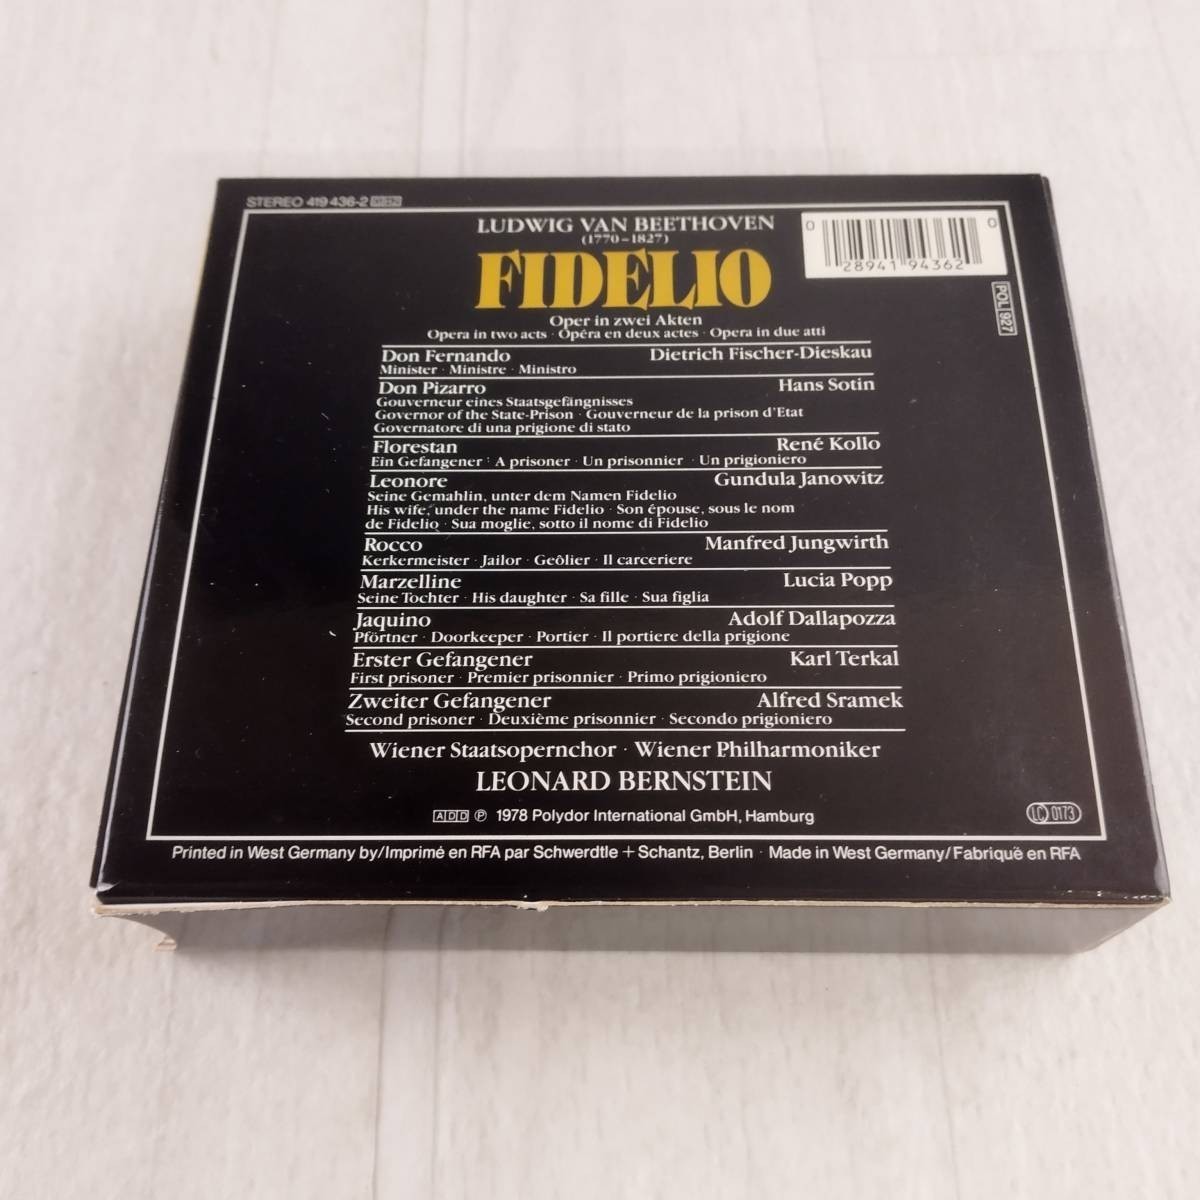 STEREO 419 436-2
LUDWIG VAN BEETHOVEN
(1770–1827)
FIDELIO
0 28941 94362 0
POL 927
Oper in zwei Akten
Opera in two acts · Opéra en deux actes · Opera in due atti
Don Fernando Dietrich Fischer-Dieskau
Minister · Ministre · Ministro
Don Pizarro Hans Sotin
Gouverneur eines Staatsgefängnisses
Governor of the State-Prison · Gouverneur de la prison d'Etat
Governatore di una prigione di stato
Florestan René Kollo
Ein Gefangener · A prisoner · Un prisonnier · Un prigioniero
Leonore Gundula Janowitz
Seine Gemahlin, unter dem Namen Fidelio
His wife, under the name Fidelio · Son épouse, sous le nom
de Fidelio · Sua moglie, sotto il nome di Fidelio
Rocco Manfred Jungwirth
Kerkermeister · Jailor · Geôlier · Il carceriere
Marzelline Lucia Popp
Seine Tochter · His daughter · Sa fille · Sua figlia
Jaquino Adolf Dallapozza
Pförtner · Doorkeeper · Portier · Il portiere della prigione
Erster Gefangener Karl Terkal
First prisoner · Premier prisonnier · Primo prigioniero
Zweiter Gefangener Alfred Sramek
Second prisoner · Deuxième prisonnier · Secondo prigioniero
Wiener Staatsopernchor · Wiener Philharmoniker
LEONARD BERNSTEIN
ADD ℗ 1978 Polydor International GmbH, Hamburg
LC 0173
Printed in West Germany by/Imprimé en RFA par Schwerdtle + Schantz, Berlin · Made in West Germany/Fabriqué en RFA